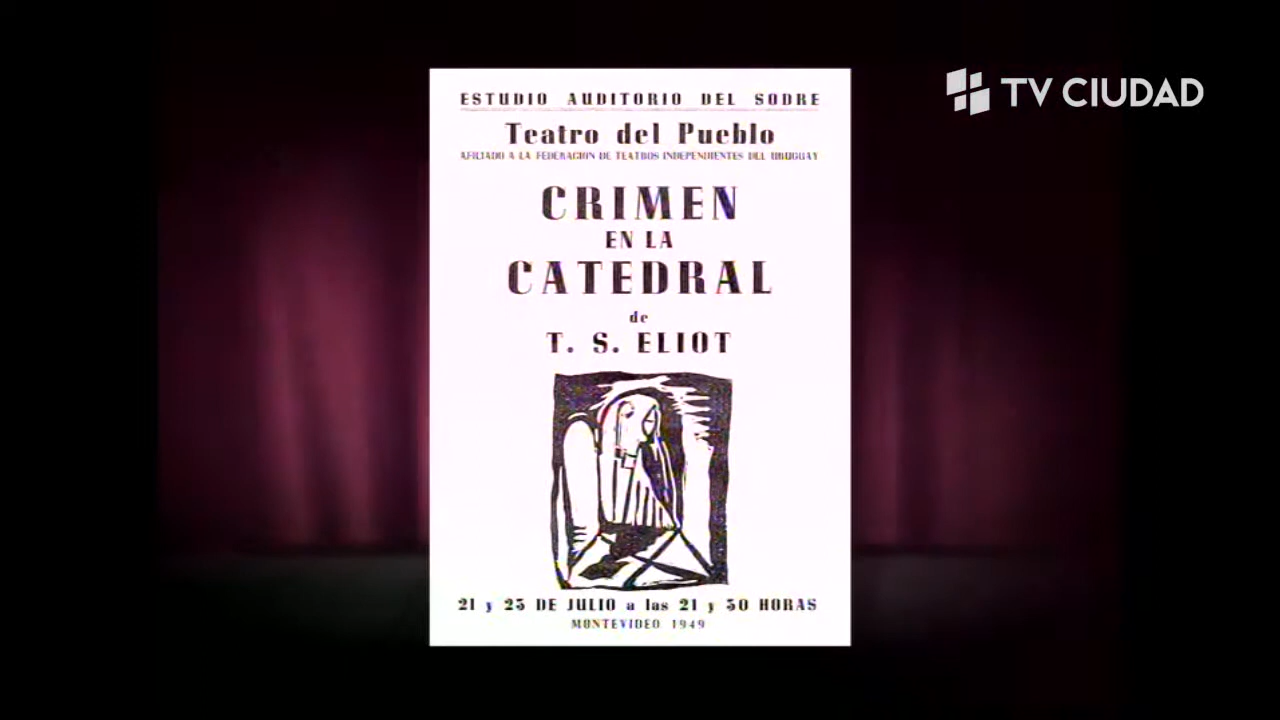 TV CIUDAD
ESTUDIO AUDITORIO DEL SODRE
Teatro del Pueblo
AFILIADO A LA FEDERACION DE TEATROS INDEPENDIENTES DEL URUGUAY
CRIMEN
EN LA
CATEDRAL
de
T. S. ELIOT
21 y 23 DE JULIO a las 21 y 30 HORAS
MONTEVIDEO 1949